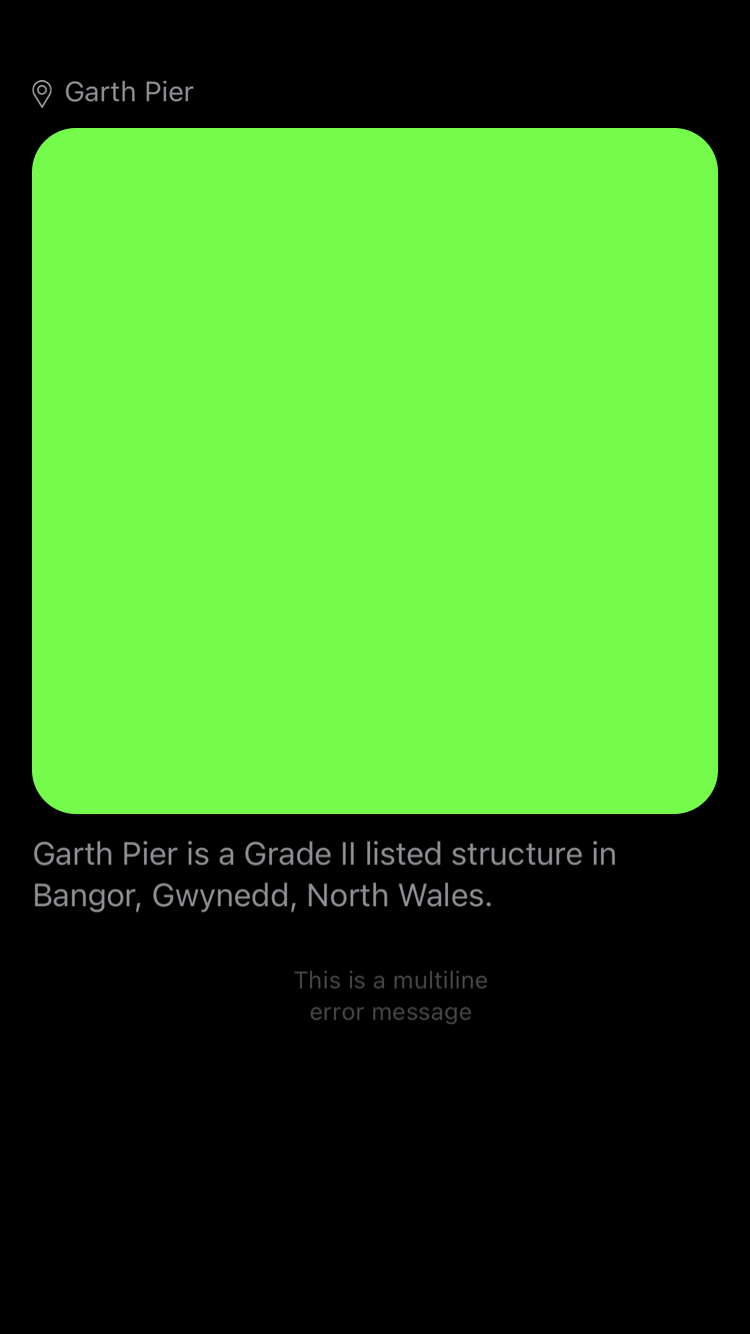 Garth Pier
Garth Pier is a Grade II listed structure in
Bangor, Gwynedd, North Wales.
This is a multiline
error message